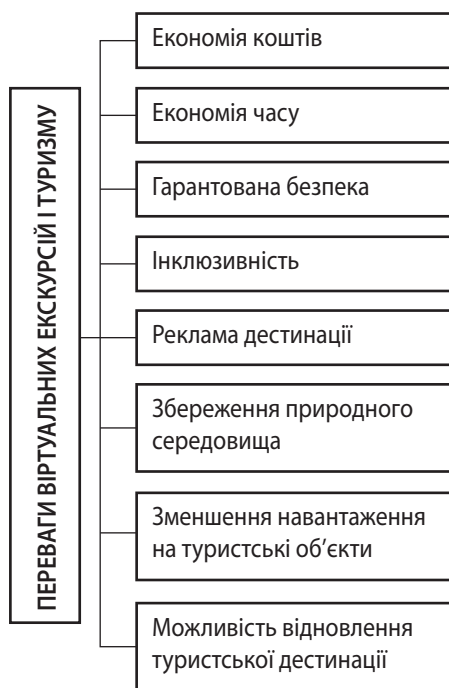 ПЕРЕВАГИ ВІРТУАЛЬНИХ ЕКСКУРСІЙ І ТУРИЗМУ
Економія коштів
Економія часу
Гарантована безпека
Інклюзивність
Реклама дестинації
Збереження природного
середовища
Зменшення навантаження
на туристські об’єкти
Можливість відновлення
туристської дестинації